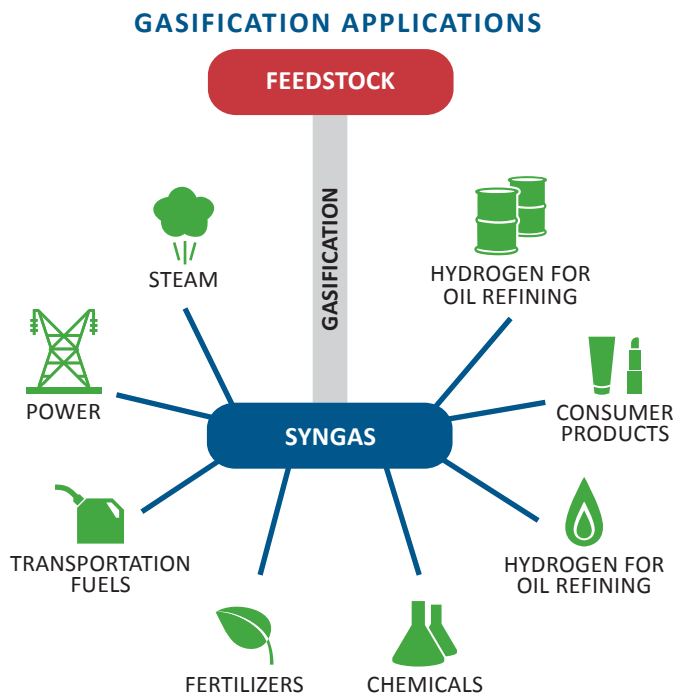 GASIFICATION APPLICATIONS
FEEDSTOCK
GASIFICATION
STEAM
HYDROGEN FOR
OIL REFINING
POWER
SYNGAS
CONSUMER
PRODUCTS
TRANSPORTATION
FUELS
HYDROGEN FOR
OIL REFINING
FERTILIZERS
CHEMICALS